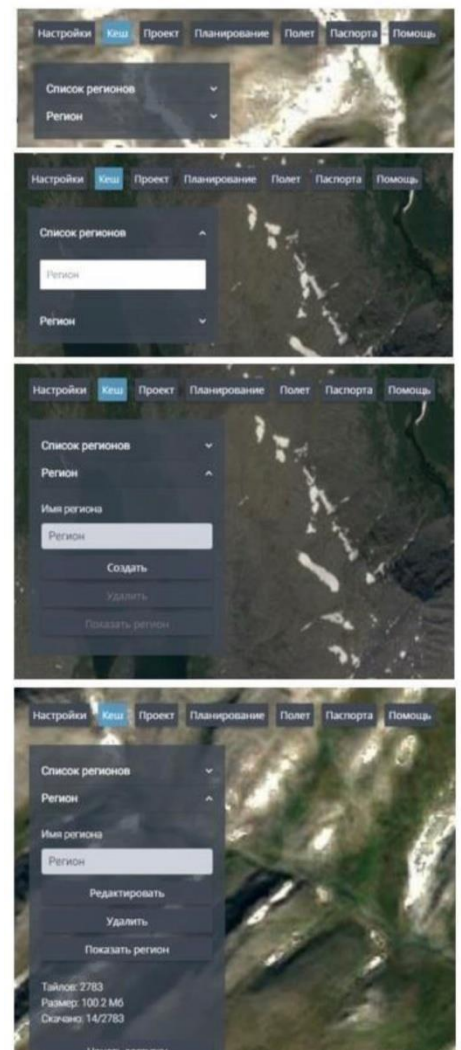 Настройки Кеш Проект Планирование Полет Паспорта Помощь
Список регионов
Регион
Настройки Кеш Проект Планирование Полет Паспорта Помощь
Список регионов
Регион
Регион
Настройки Кеш Проект Планирование Полет Паспорта Помощь
Список регионов
Регион
Имя региона
Регион
Создать
Удалить
Показать регион
Настройки Кеш Проект Планирование Полет Паспорта Помощь
Список регионов
Регион
Имя региона
Регион
Редактировать
Удалить
Показать регион
Тайлов: 2783
Размер: 100.2 Мб
Скачано: 14/2783